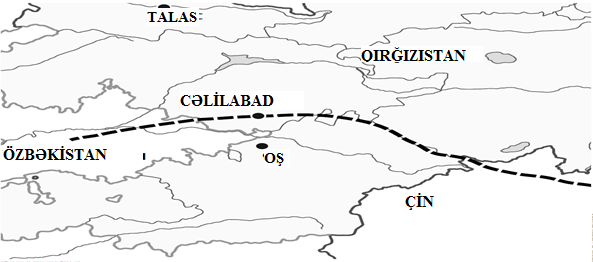 TALAS
QIRĞIZISTAN
CƏLİLABAD
ÖZBƏKİSTAN
OŞ
ÇİN